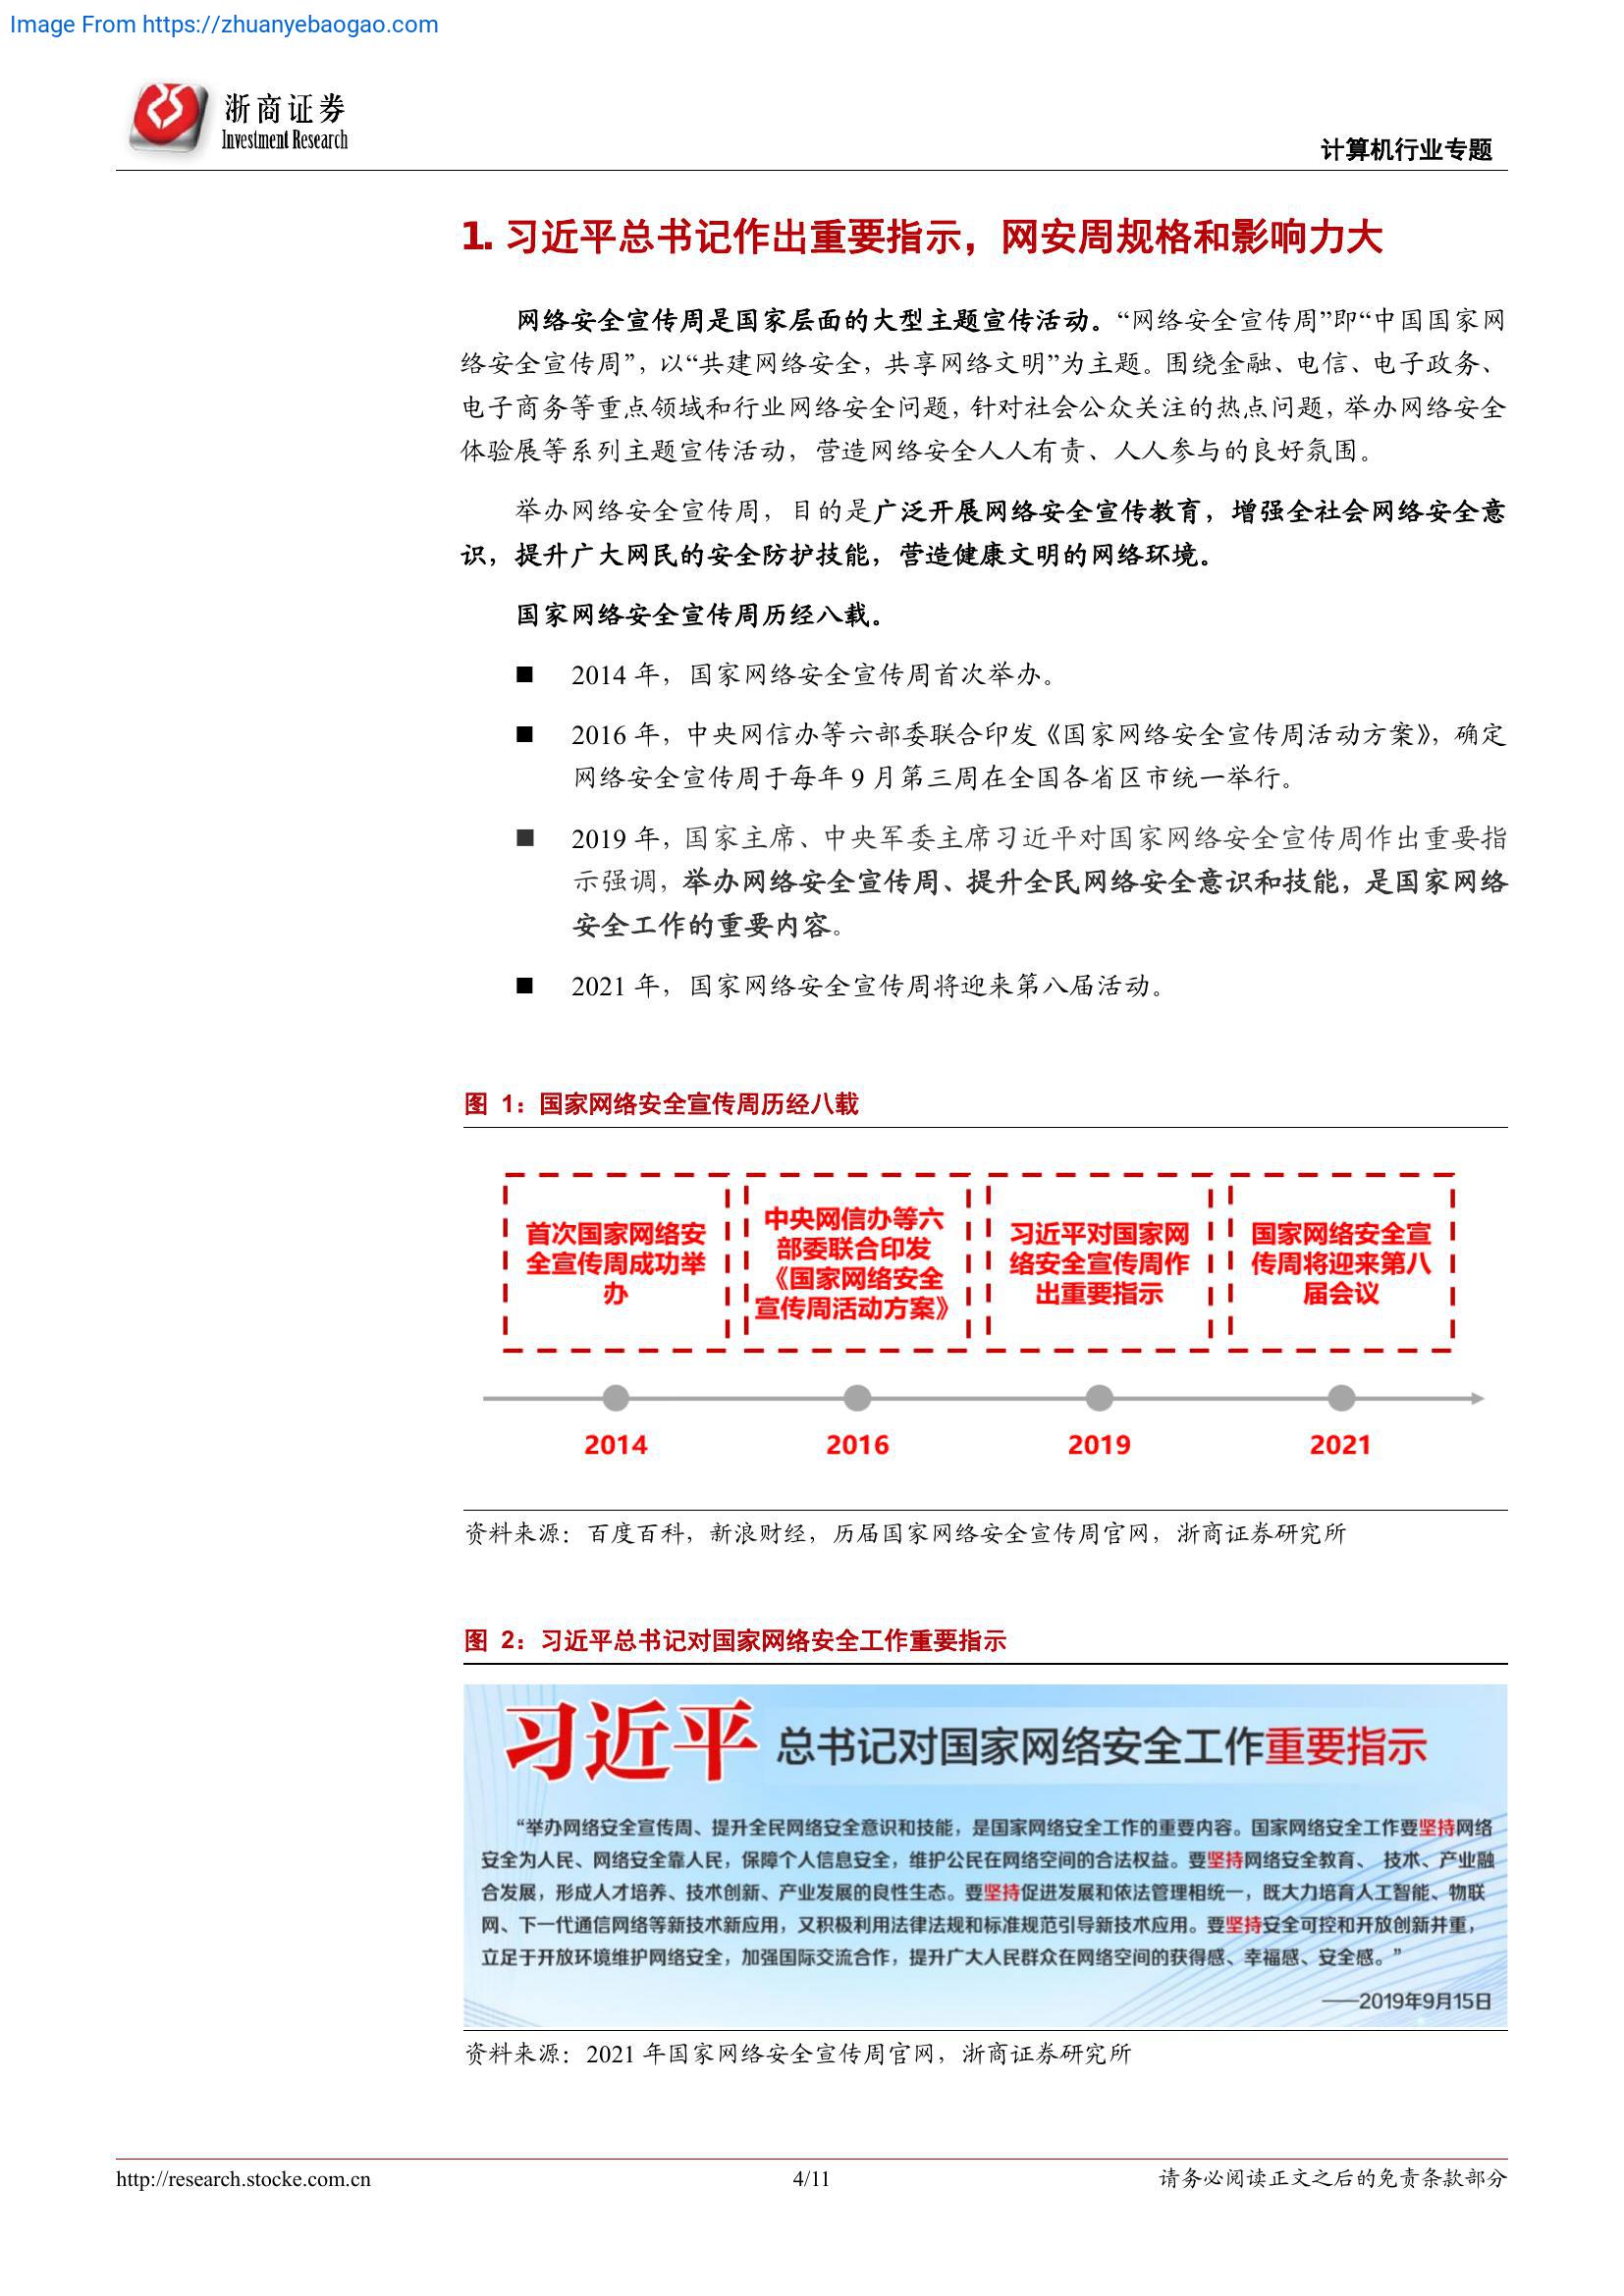 Image From https://zhuanyebaogao.com
浙商证券
Investment Research
计算机行业专题
1. 习近平总书记作出重要指示，网安周规格和影响力大
网络安全宣传周是国家层面的大型主题宣传活动。“网络安全宣传周”即“中国国家网
络安全宣传周”，以“共建网络安全，共享网络文明”为主题。围绕金融、电信、电子政务、
电子商务等重点领域和行业网络安全问题，针对社会公众关注的热点问题，举办网络安全
体验展等系列主题宣传活动，营造网络安全人人有责、人人参与的良好氛围。
举办网络安全宣传周，目的是广泛开展网络安全宣传教育，增强全社会网络安全意
识，提升广大网民的安全防护技能，营造健康文明的网络环境。
国家网络安全宣传周历经八载。
■ 2014 年，国家网络安全宣传周首次举办。
■ 2016 年，中央网信办等六部委联合印发《国家网络安全宣传周活动方案》，确定
网络安全宣传周于每年 9 月第三周在全国各省区市统一举行。
■ 2019 年，国家主席、中央军委主席习近平对国家网络安全宣传周作出重要指
示强调，举办网络安全宣传周、提升全民网络安全意识和技能，是国家网络
安全工作的重要内容。
■ 2021 年，国家网络安全宣传周将迎来第八届活动。
图 1：国家网络安全宣传周历经八载
首次国家网络安
全宣传周成功举
办
中央网信办等六
部委联合印发
《国家网络安全
宣传周活动方案》
习近平对国家网
络安全宣传周作
出重要指示
国家网络安全宣
传周将迎来第八
届会议
2014
2016
2019
2021
资料来源：百度百科，新浪财经，历届国家网络安全宣传周官网，浙商证券研究所
图 2：习近平总书记对国家网络安全工作重要指示
习近平 总书记对国家网络安全工作重要指示
“举办网络安全宣传周、提升全民网络安全意识和技能，是国家网络安全工作的重要内容。国家网络安全工作要坚持网络
安全为人民、网络安全靠人民，保障个人信息安全，维护公民在网络空间的合法权益。要坚持网络安全教育、 技术、产业融
合发展，形成人才培养、技术创新、产业发展的良性生态。要坚持促进发展和依法管理相统一，既大力培育人工智能、物联
网、下一代通信网络等新技术新应用，又积极利用法律法规和标准规范引导新技术应用。要坚持安全可控和开放创新并重，
立足于开放环境维护网络安全，加强国际交流合作，提升广大人民群众在网络空间的获得感、幸福感、安全感。”
——2019年9月15日
资料来源：2021 年国家网络安全宣传周官网，浙商证券研究所
http://research.stocke.com.cn
4/11
请务必阅读正文之后的免责条款部分